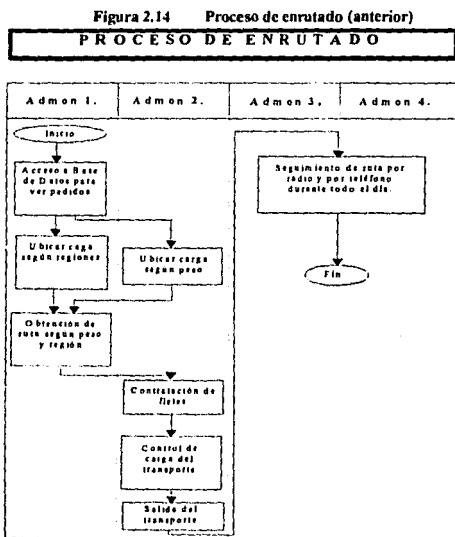 Figura 2.14 Proceso de enrutado (anterior)
PROCESO DE ENRUTADO
Admon 1. Admon 2. Admon 3. Admon 4.
Inicio
Acceso a Base
de Datos para
ver pedidos
Ubicar caga
según regiones
Ubicar carga
según peso
Obtención de
ruta según peso
y región
Contratación de
fletes
Control de
carga del
transporte
Salida del
transporte
Seguimiento de ruta por
radio y por teléfono
durante todo el día.
Fin